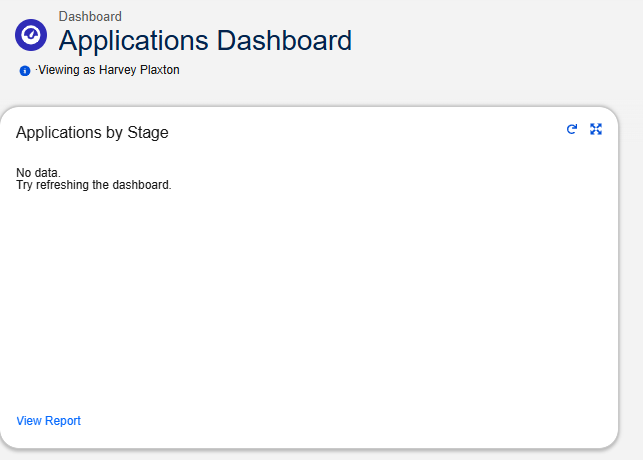 Dashboard
Applications Dashboard
·Viewing as Harvey Plaxton
Applications by Stage
No data.
Try refreshing the dashboard.
View Report